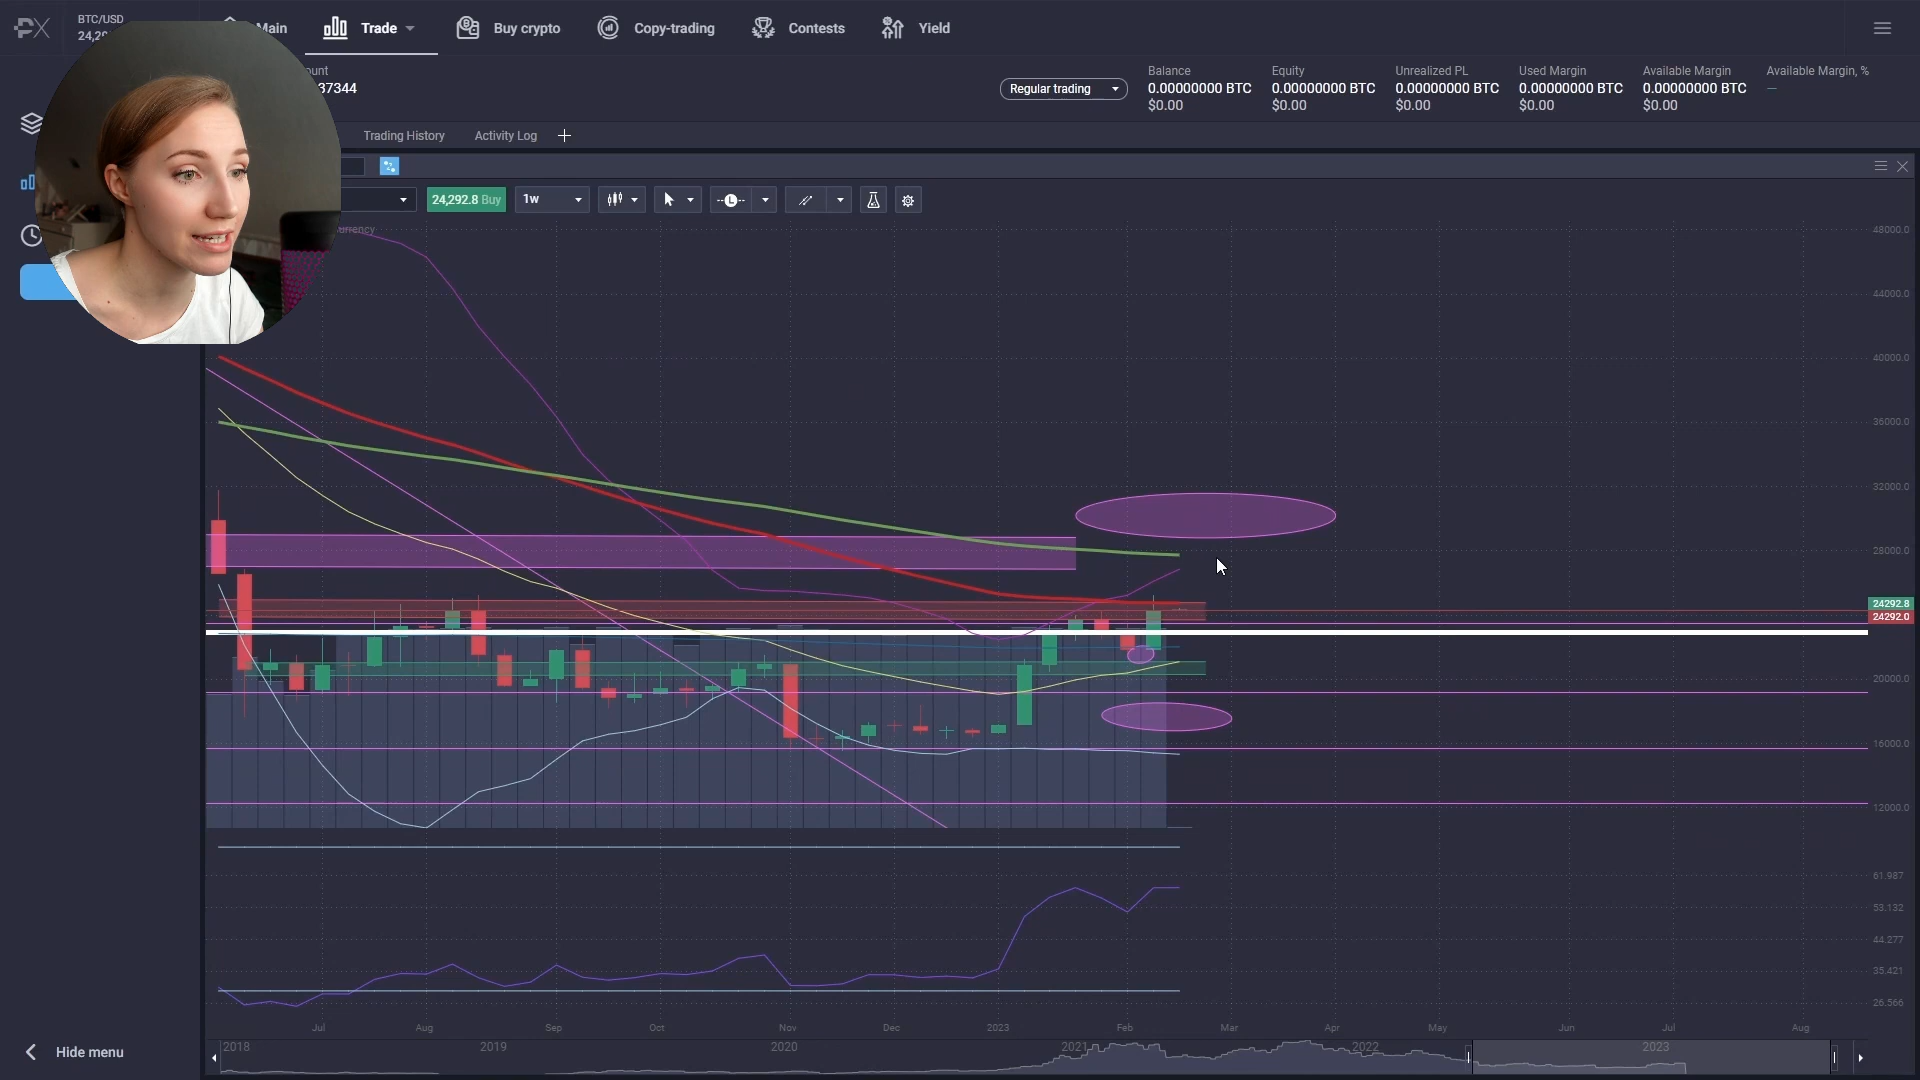 PX
BTC/USD
Main
Trade
Buy crypto
Copy-trading
Contests
Yield
37344
Regular trading
Balance
0.00000000 BTC
$0.00
Equity
0.00000000 BTC
$0.00
Unrealized PL
0.00000000 BTC
$0.00
Used Margin
0.00000000 BTC
$0.00
Available Margin
0.00000000 BTC
$0.00
Available Margin, %
—
Trading History
Activity Log
24,292.8 Buy
1w
48000.0
44000.0
40000.0
36000.0
32000.0
28000.0
24292.8
24292.0
20000.0
16000.0
12000.0
61.987
53.132
44.277
35.421
26.566
Jul
Aug
Sep
Oct
Nov
Dec
2023
Feb
Mar
Apr
May
Jun
Jul
Aug
2018
2019
2020
2021
2022
2023
Hide menu